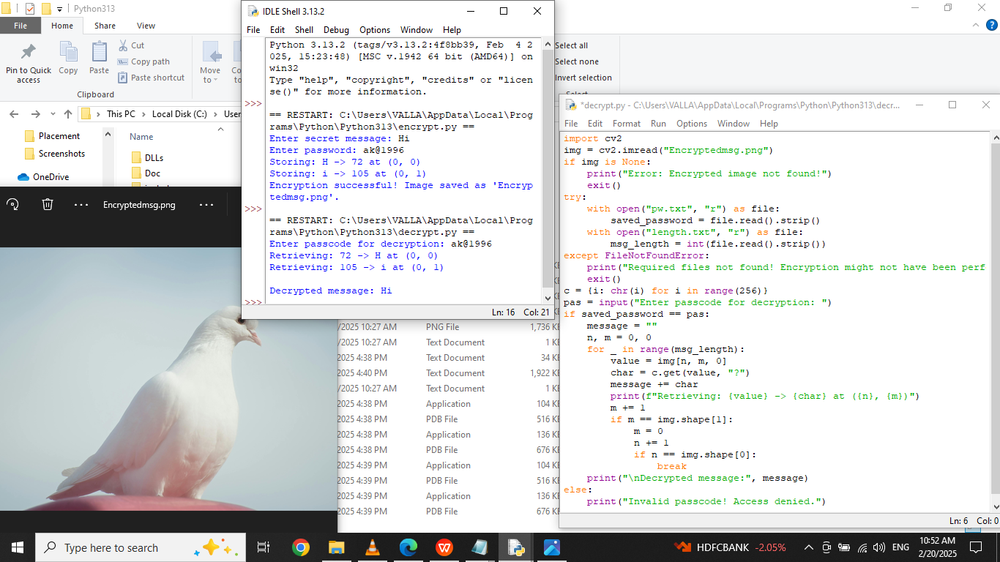 Python313
File
Home
Share
View
Pin to Quick
access
Copy
Paste
Cut
Copy path
Paste shortcut
Move
to
to
Clipboard
Select all
Select none
Invert selection
Select
This PC
Local Disk (C:)
User
Placement
Screenshots
OneDrive
Name
DLLs
Doc
Encryptedmsg.png
IDLE Shell 3.13.2
File Edit Shell Debug Options Window Help
Python 3.13.2 (tags/v3.13.2:4f8bb39, Feb  4 2
025, 15:23:48) [MSC v.1942 64 bit (AMD64)] on
win32
Type "help", "copyright", "credits" or "licen
se()" for more information.
>>>
== RESTART: C:\Users\VALLA\AppData\Local\Prog
rams\Python\Python313\encrypt.py ==
Enter secret message: Hi
Enter password: ak@1996
Storing: H -> 72 at (0, 0)
Storing: i -> 105 at (0, 1)
Encryption successful! Image saved as 'Encryp
tedmsg.png'.
>>>
== RESTART: C:\Users\VALLA\AppData\Local\Prog
rams\Python\Python313\decrypt.py ==
Enter passcode for decryption: ak@1996
Retrieving: 72 -> H at (0, 0)
Retrieving: 105 -> i at (0, 1)
Decrypted message: Hi
>>>
Ln: 16 Col: 21
/2025 10:27 AM PNG File 1,736 KB
/2025 10:27 AM Text Document 1 KB
2025 4:38 PM Text Document 34 KB
2025 4:40 PM Text Document 1,922 KB
/2025 10:27 AM Text Document 1 KB
2025 4:38 PM Application 104 KB
2025 4:38 PM PDB File 516 KB
2025 4:38 PM Application 136 KB
2025 4:38 PM PDB File 676 KB
2025 4:39 PM Application 104 KB
2025 4:39 PM PDB File 516 KB
2025 4:39 PM Application 136 KB
2025 4:39 PM PDB File 676 KB
*decrypt.py - C:\Users\VALLA\AppData\Local\Programs\Python\Python313\decr...
File Edit Format Run Options Window Help
import cv2
img = cv2.imread("Encryptedmsg.png")
if img is None:
    print("Error: Encrypted image not found!")
    exit()
try:
    with open("pw.txt", "r") as file:
        saved_password = file.read().strip()
    with open("length.txt", "r") as file:
        msg_length = int(file.read().strip())
except FileNotFoundError:
    print("Required files not found! Encryption might not have been perf
    exit()
c = {i: chr(i) for i in range(256)}
pas = input("Enter passcode for decryption: ")
if saved_password == pas:
    message = ""
    n, m = 0, 0
    for _ in range(msg_length):
        value = img[n, m, 0]
        char = c.get(value, "?")
        message += char
        print(f"Retrieving: {value} -> {char} at ({n}, {m})")
        m += 1
        if m == img.shape[1]:
            m = 0
            n += 1
            if n == img.shape[0]:
                break
    print("\nDecrypted message:", message)
else:
    print("Invalid passcode! Access denied.")
Ln: 6 Col: 0
Type here to search
HDFCBANK -2.05%
ENG
10:52 AM
2/20/2025